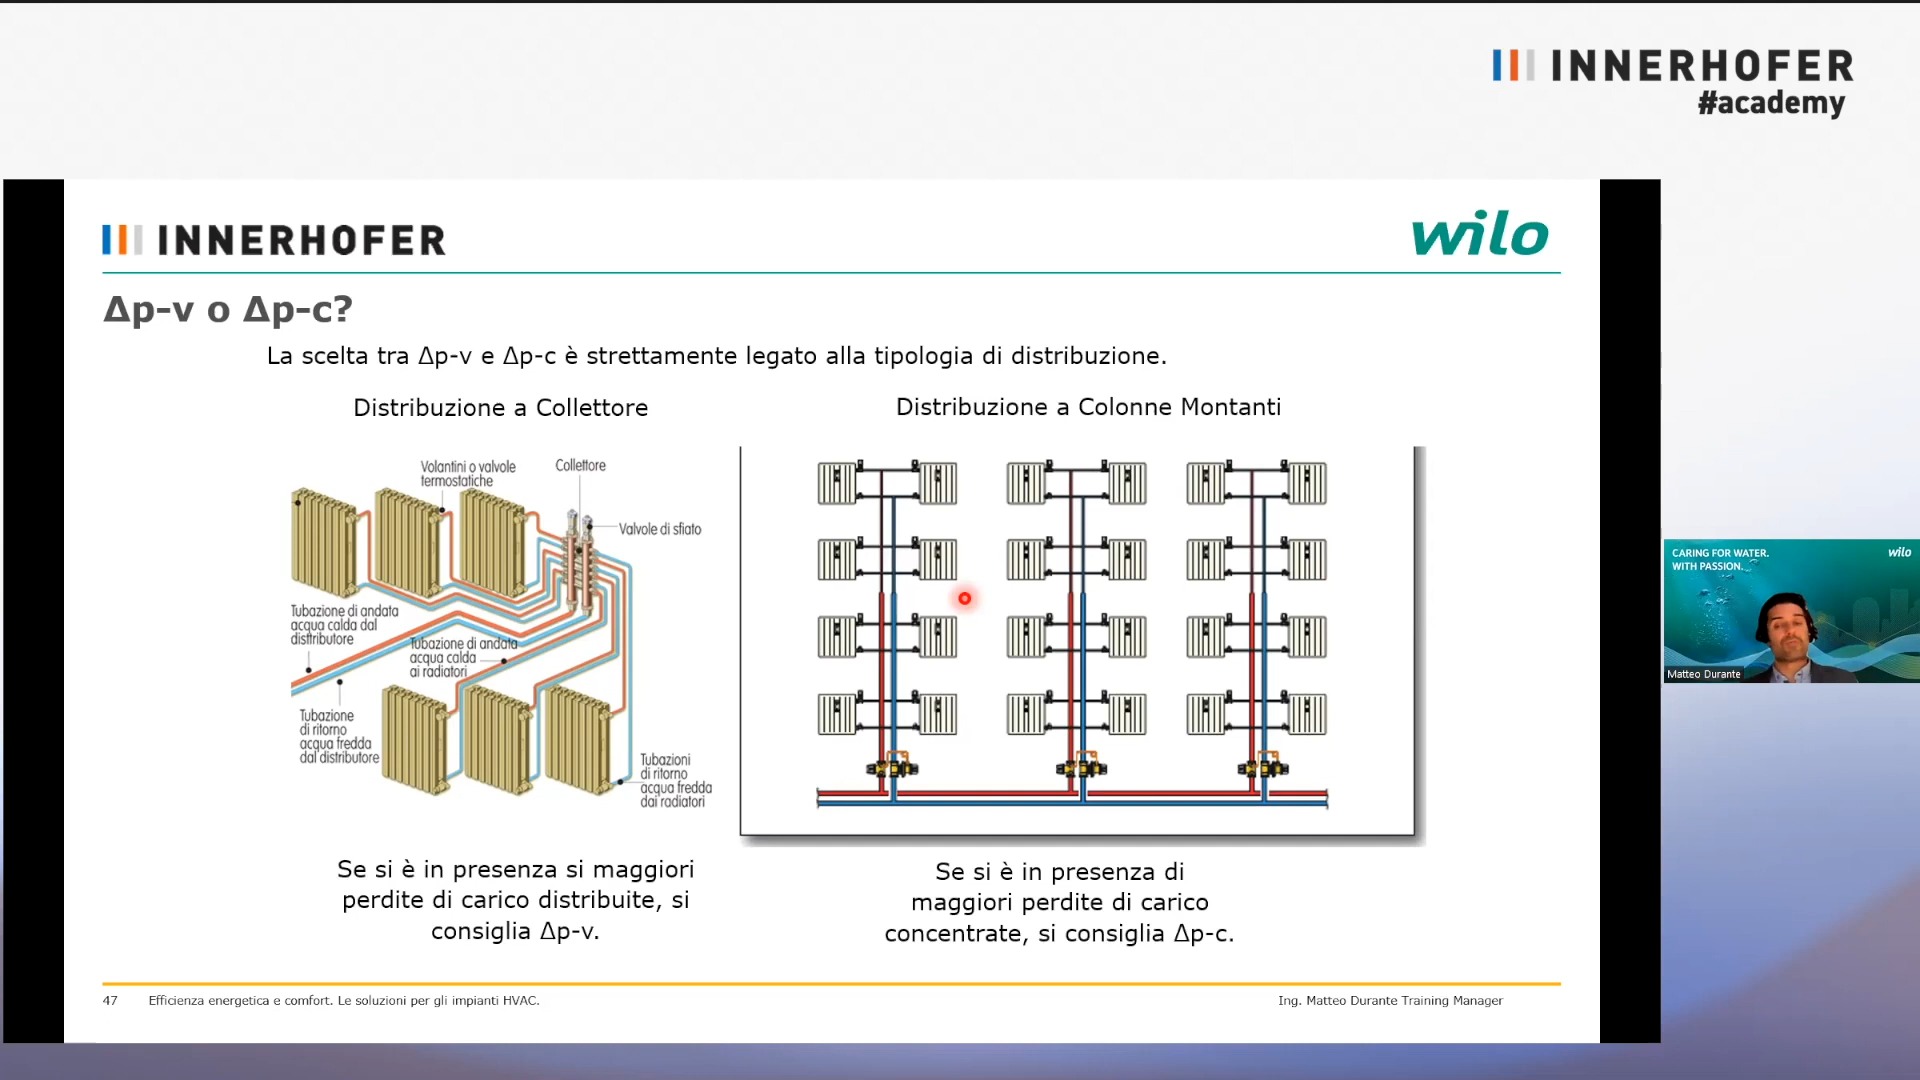 INNERHOFER
#academy
INNERHOFER
wilo
Δp-v o Δp-c?
La scelta tra Δp-v e Δp-c è strettamente legato alla tipologia di distribuzione.
Distribuzione a Collettore
Distribuzione a Colonne Montanti
Volantini o valvole
termostatiche
Collettore
Valvole di sfiato
Tubazione di andata
acqua calda dal
distributore
Tubazione di andata
acqua calda
ai radiatori
Tubazione
di ritorno
acqua fredda
dal distributore
Tubazioni
di ritorno
acqua fredda
dai radiatori
Se si è in presenza si maggiori
perdite di carico distribuite, si
consiglia Δp-v.
Se si è in presenza di
maggiori perdite di carico
concentrate, si consiglia Δp-c.
47 Efficienza energetica e comfort. Le soluzioni per gli impianti HVAC.
Ing. Matteo Durante Training Manager
CARING FOR WATER.
WITH PASSION.
wilo
Matteo Durante